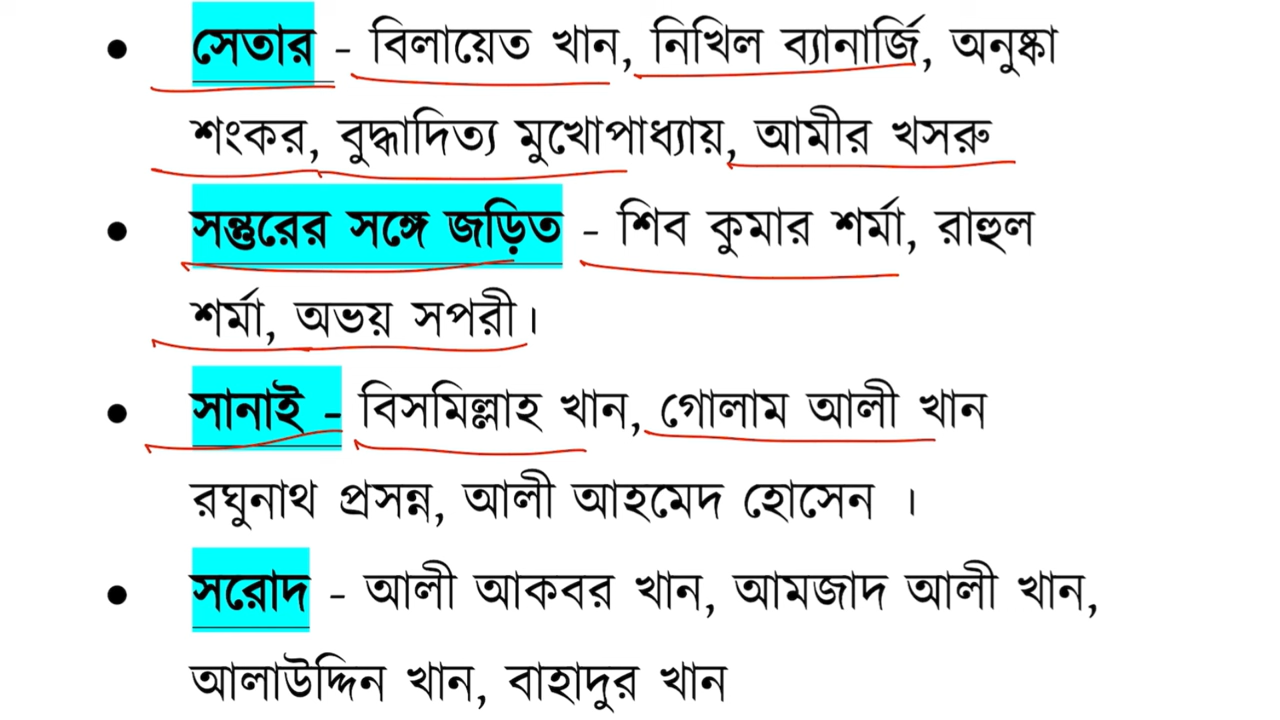 • সেতার - বিলায়েত খান, নিখিল ব্যানার্জি, অনুষ্কা
শংকর, বুদ্ধাদিত্য মুখোপাধ্যায়, আমীর খসরু
• সন্তুরের সঙ্গে জড়িত - শিব কুমার শর্মা, রাহুল
শর্মা, অভয় সপরী।
• সানাই - বিসমিল্লাহ খান, গোলাম আলী খান
রঘুনাথ প্রসন্ন, আলী আহমেদ হোসেন ।
• সরোদ - আলী আকবর খান, আমজাদ আলী খান,
আলাউদ্দিন খান, বাহাদুর খান